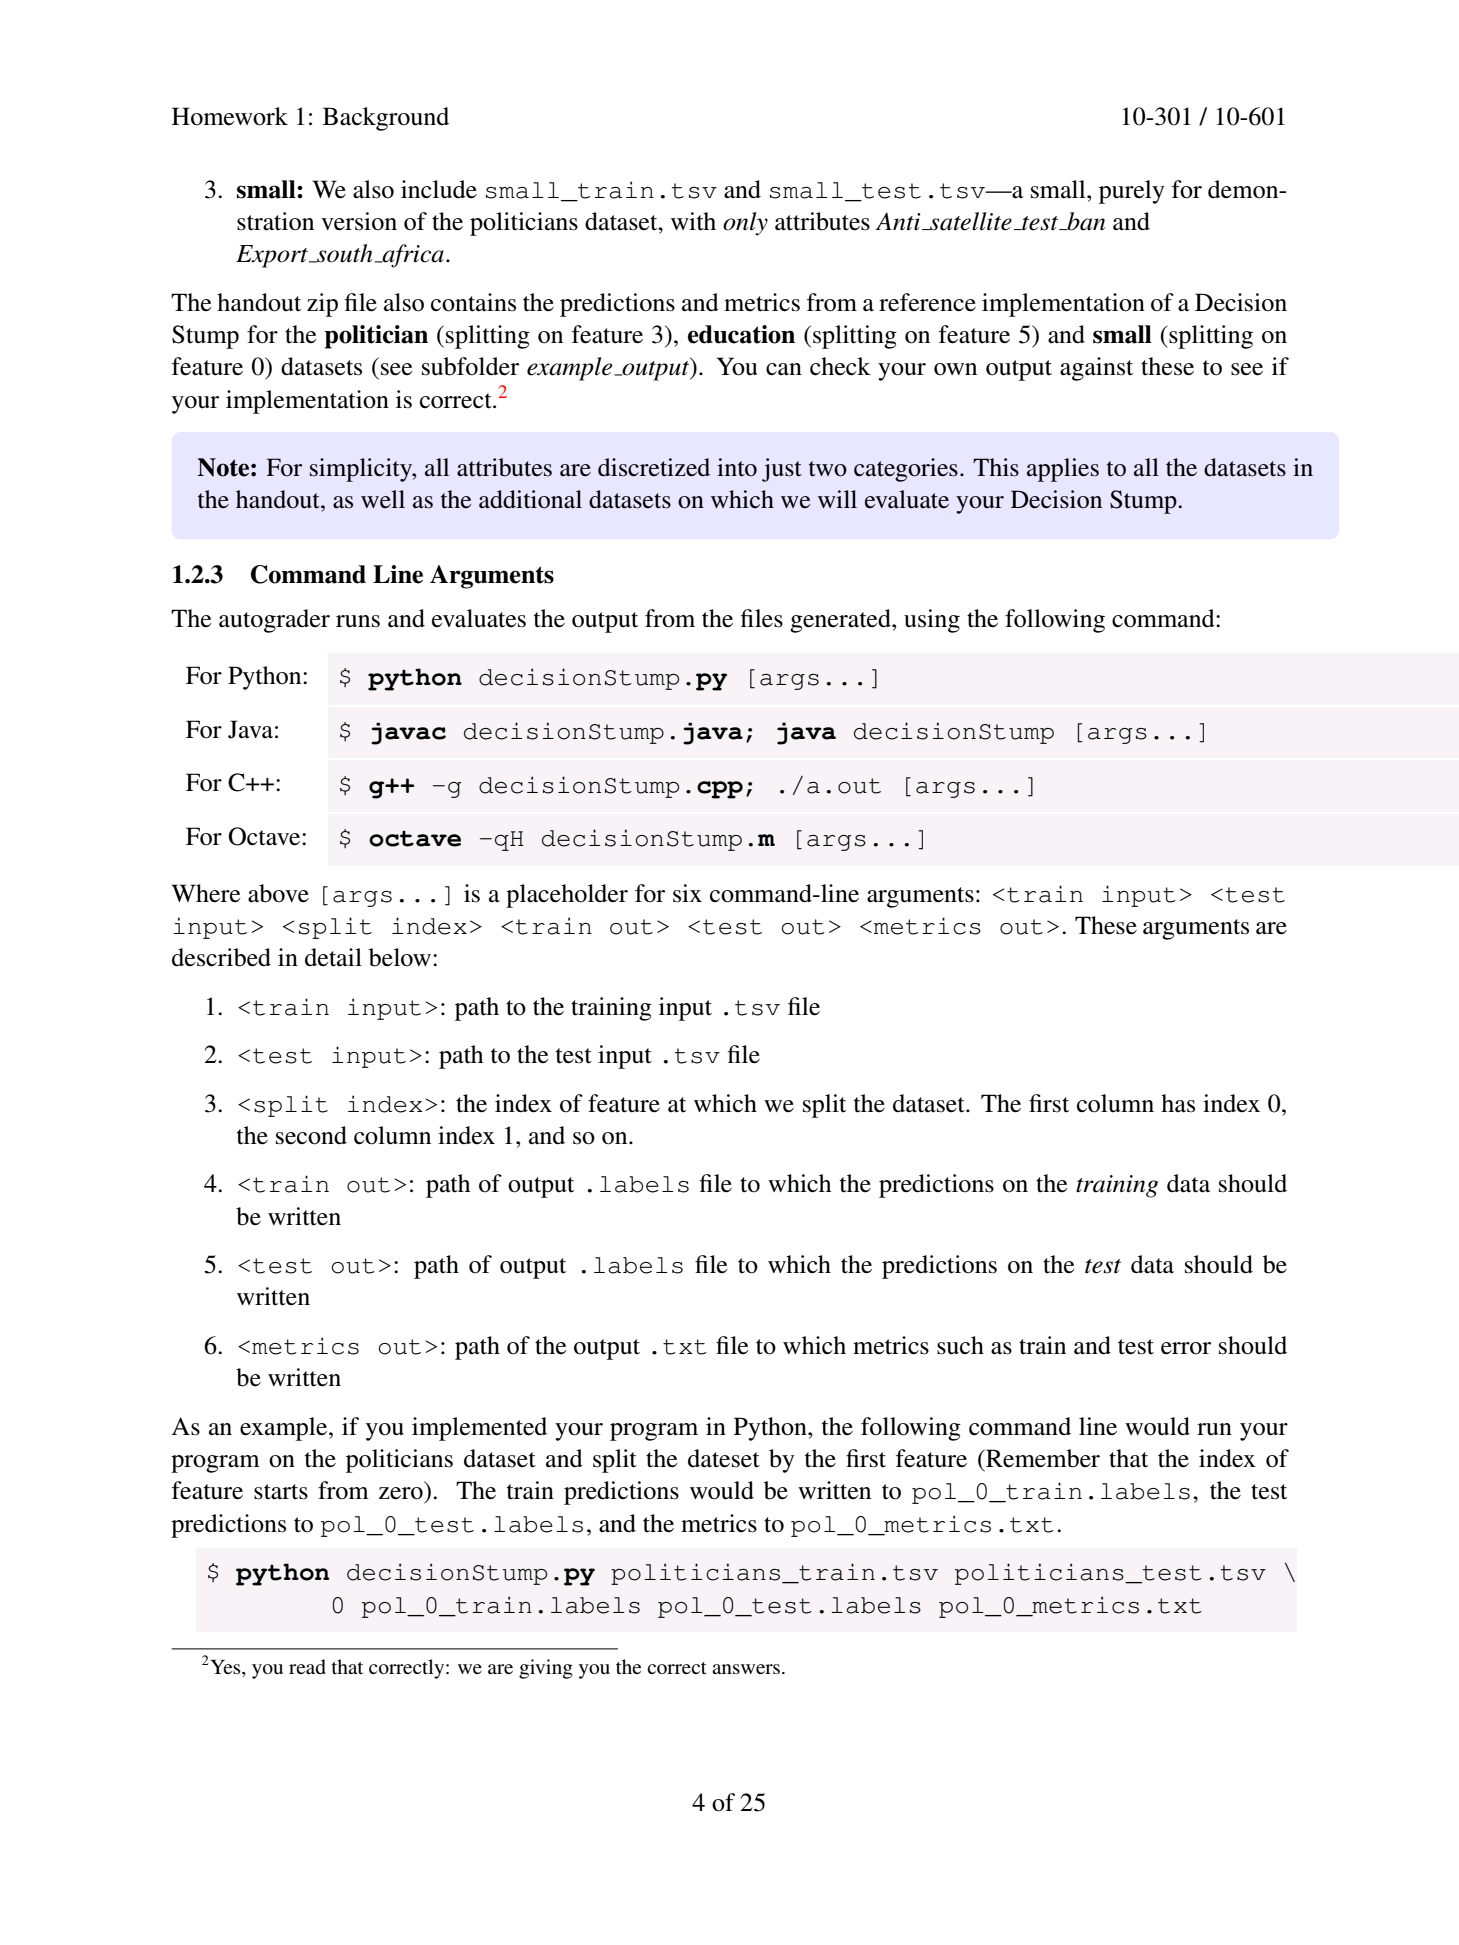 Homework 1: Background 10-301 / 10-601
3. small: We also include small_train.tsv and small_test.tsv—a small, purely for demon-
stration version of the politicians dataset, with only attributes Anti_satellite_test_ban and
Export_south_africa.
The handout zip file also contains the predictions and metrics from a reference implementation of a Decision
Stump for the politician (splitting on feature 3), education (splitting on feature 5) and small (splitting on
feature 0) datasets (see subfolder example_output). You can check your own output against these to see if
your implementation is correct.2
Note: For simplicity, all attributes are discretized into just two categories. This applies to all the datasets in
the handout, as well as the additional datasets on which we will evaluate your Decision Stump.
1.2.3 Command Line Arguments
The autograder runs and evaluates the output from the files generated, using the following command:
For Python: $ python decisionStump.py [args...]
For Java: $ javac decisionStump.java; java decisionStump [args...]
For C++: $ g++ -g decisionStump.cpp; ./a.out [args...]
For Octave: $ octave -qH decisionStump.m [args...]
Where above [args...] is a placeholder for six command-line arguments: <train input> <test
input> <split index> <train out> <test out> <metrics out>. These arguments are
described in detail below:
1. <train input>: path to the training input .tsv file
2. <test input>: path to the test input .tsv file
3. <split index>: the index of feature at which we split the dataset. The first column has index 0,
the second column index 1, and so on.
4. <train out>: path of output .labels file to which the predictions on the training data should
be written
5. <test out>: path of output .labels file to which the predictions on the test data should be
written
6. <metrics out>: path of the output .txt file to which metrics such as train and test error should
be written
As an example, if you implemented your program in Python, the following command line would run your
program on the politicians dataset and split the dateset by the first feature (Remember that the index of
feature starts from zero). The train predictions would be written to pol_0_train.labels, the test
predictions to pol_0_test.labels, and the metrics to pol_0_metrics.txt.
$ python decisionStump.py politicians_train.tsv politicians_test.tsv \
0 pol_0_train.labels pol_0_test.labels pol_0_metrics.txt
2Yes, you read that correctly: we are giving you the correct answers.
4 of 25